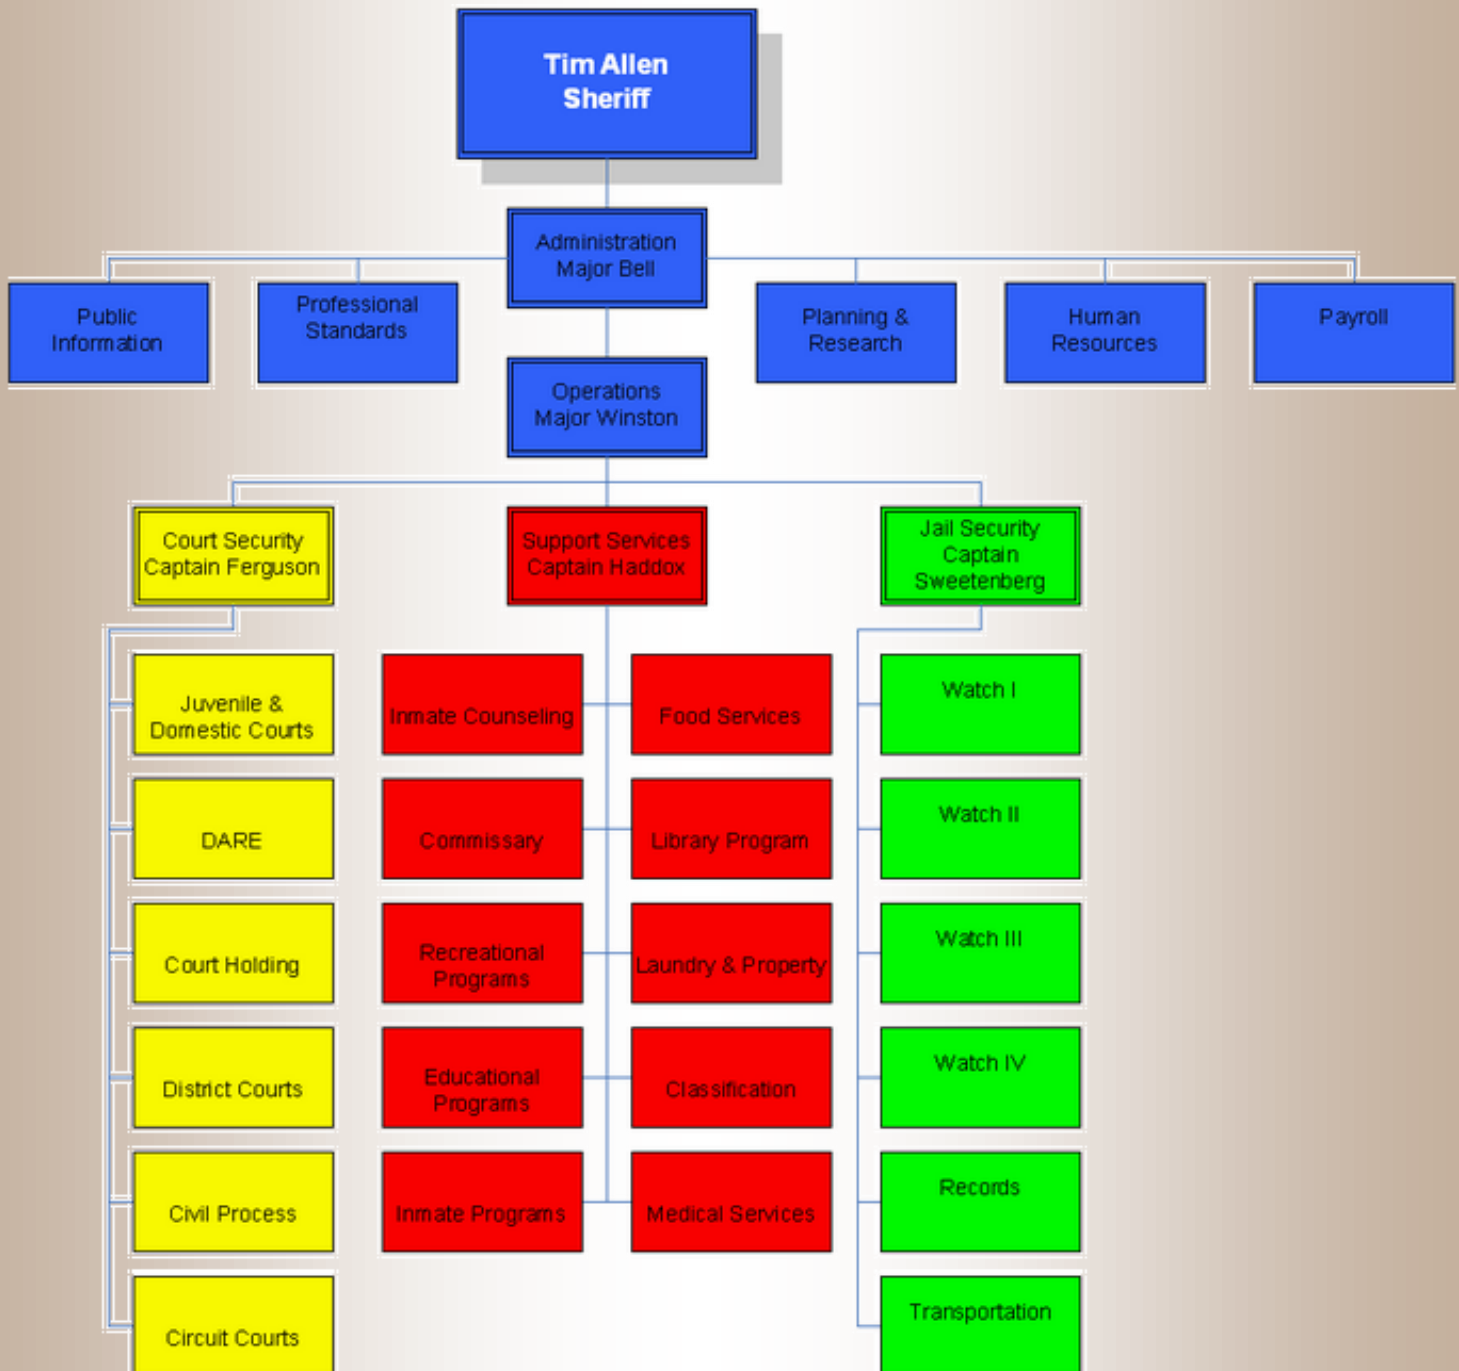 Tim Allen
Sheriff
Administration
Major Bell
Public
Information
Professional
Standards
Planning &
Research
Human
Resources
Payroll
Operations
Major Winston
Court Security
Captain Ferguson
Support Services
Captain Haddox
Jail Security
Captain
Sweetenberg
Juvenile &
Domestic Courts
Inmate Counseling
Food Services
Watch I
DARE
Commissary
Library Program
Watch II
Court Holding
Recreational
Programs
Laundry & Property
Watch III
District Courts
Educational
Programs
Classification
Watch IV
Civil Process
Inmate Programs
Medical Services
Records
Circuit Courts
Transportation